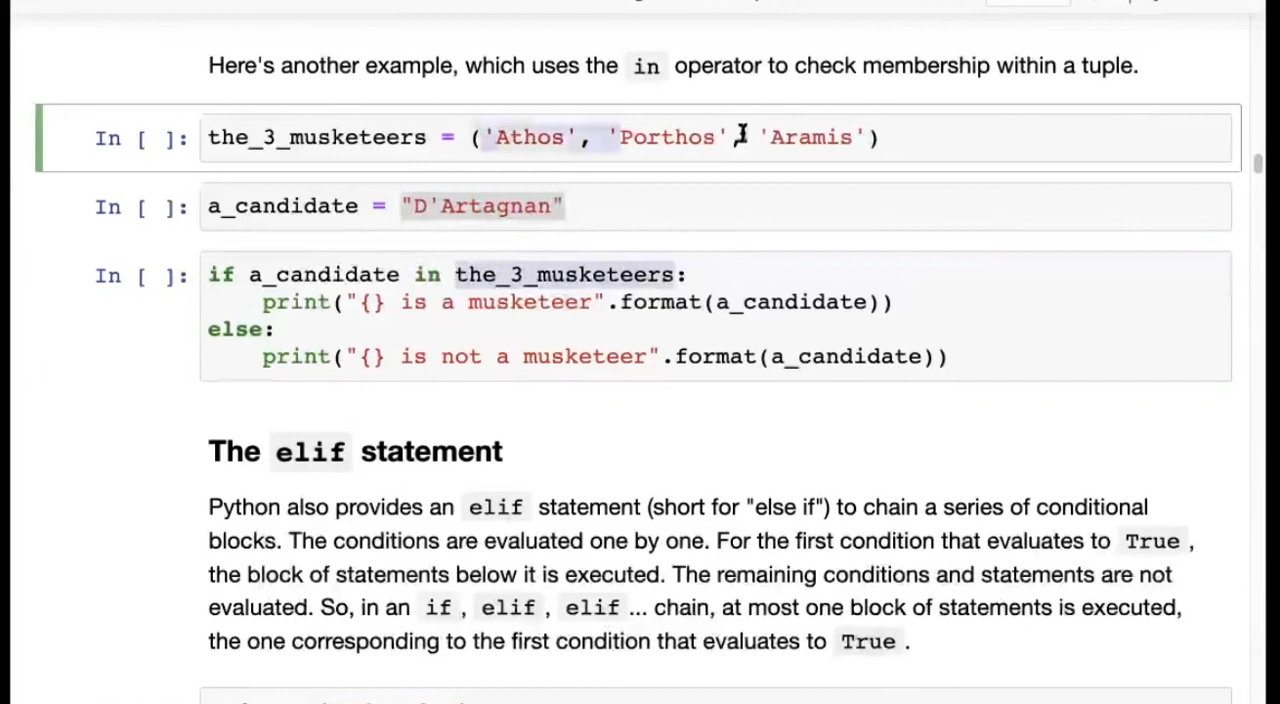 Here's another example, which uses the in operator to check membership within a tuple.
In [ ]: the_3_musketeers = ('Athos', 'Porthos', 'Aramis')
In [ ]: a_candidate = "D'Artagnan"
In [ ]: if a_candidate in the_3_musketeers:
print("{} is a musketeer".format(a_candidate))
else:
print("{} is not a musketeer".format(a_candidate))
The elif statement
Python also provides an elif statement (short for "else if") to chain a series of conditional
blocks. The conditions are evaluated one by one. For the first condition that evaluates to True ,
the block of statements below it is executed. The remaining conditions and statements are not
evaluated. So, in an if , elif , elif ... chain, at most one block of statements is executed,
the one corresponding to the first condition that evaluates to True .